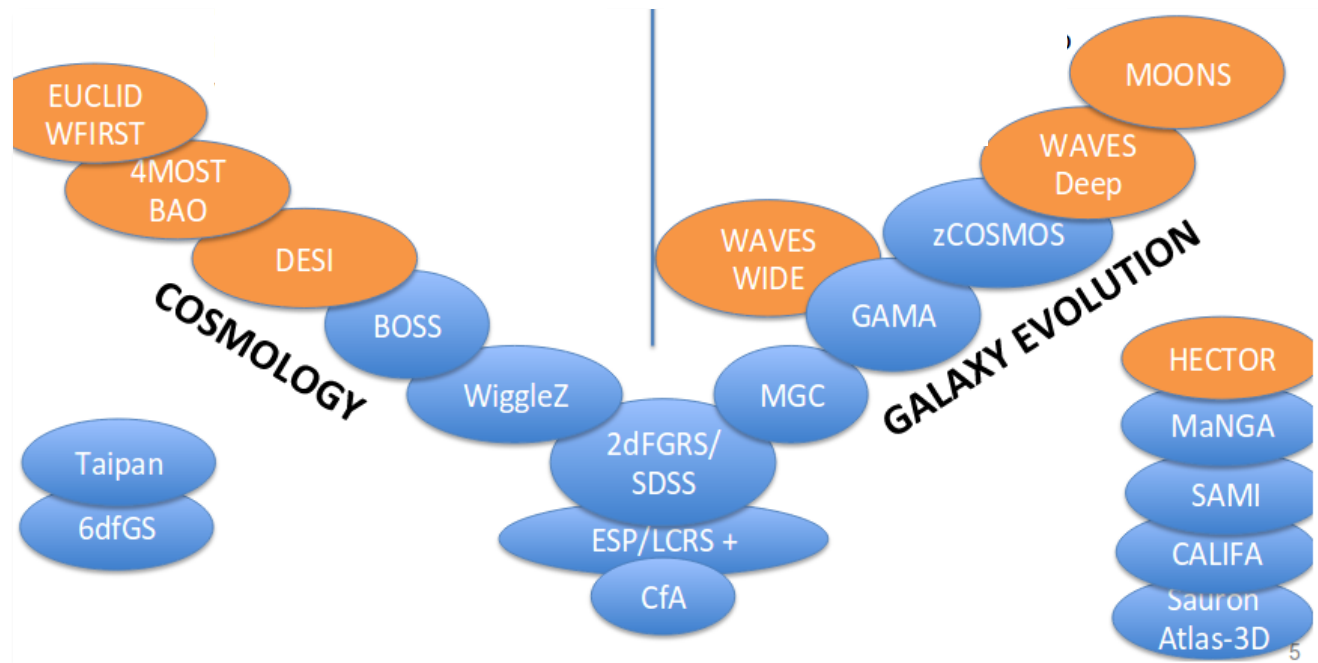 MOONS
EUCLID
WFIRST
WAVES
Deep
4MOST
BAO
zCOSMOS
WAVES
WIDE
DESI
GAMA
BOSS
COSMOLOGY
GALAXY EVOLUTION
HECTOR
WiggleZ
MGC
MaNGA
2dFGRS/
SDSS
Taipan
SAMI
6dfGS
ESP/LCRS +
CALIFA
CfA
Sauron
Atlas-3D
5